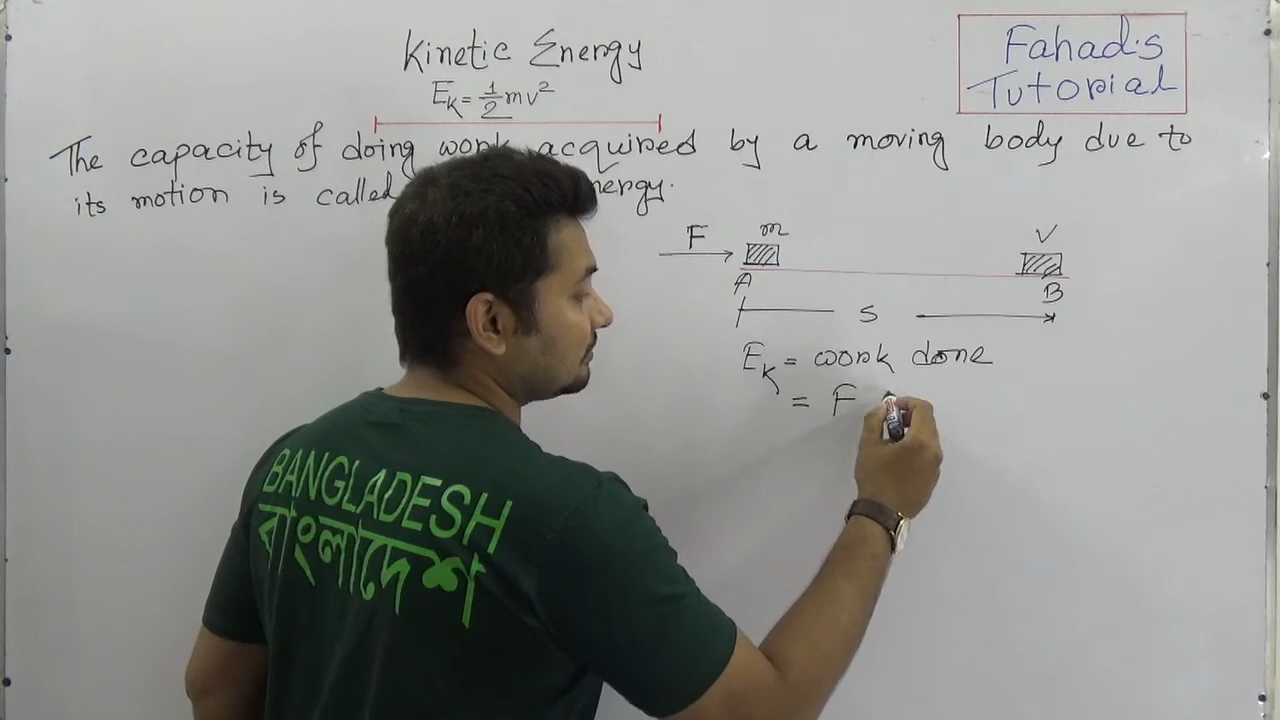 Kinetic Energy
Fahad's
Tutorial
E_K = 1/2 mv²
The capacity of doing work acquired by a moving body due to
its motion is called energy.
F
m
V
A
B
s
E_K = work done
= F
BANGLADESH
বাংলাদেশ